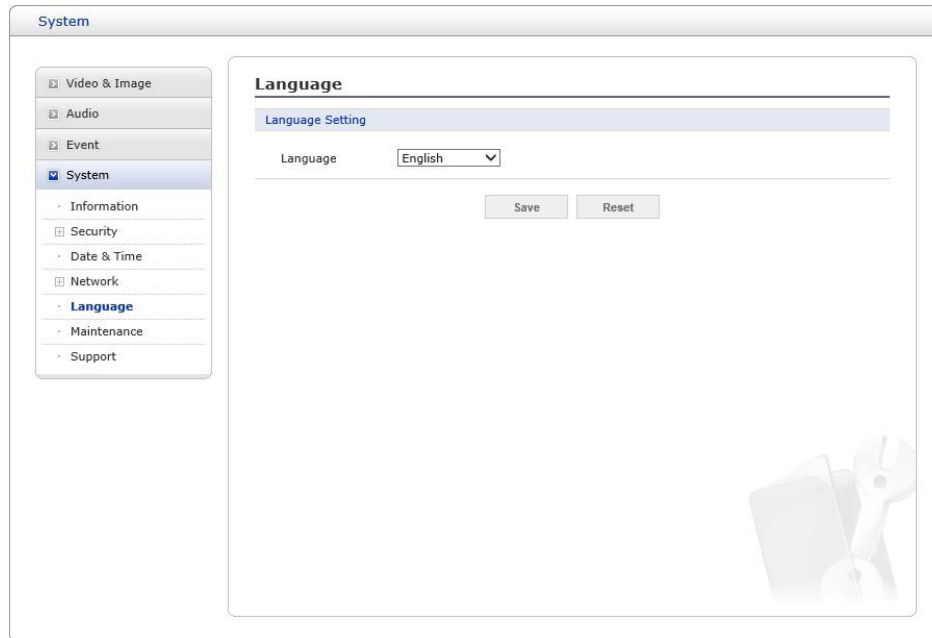 System
Video & Image
Audio
Event
System
Information
Security
Date & Time
Network
Language
Maintenance
Support
Language
Language Setting
Language English
Save Reset